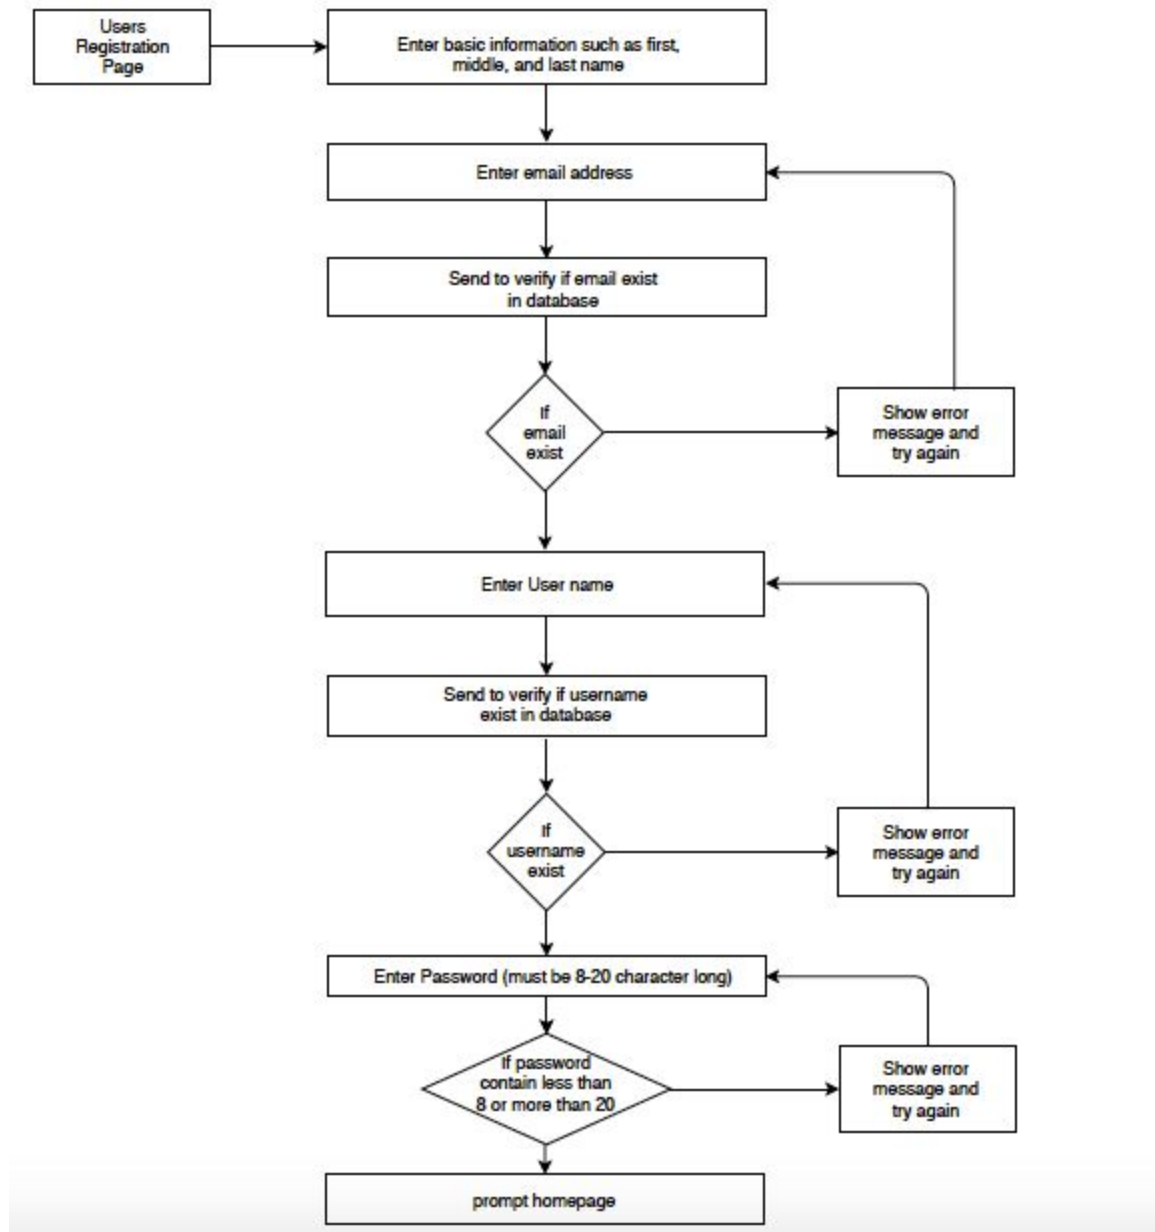 Users
Registration
Page
Enter basic information such as first,
middle, and last name
Enter email address
Send to verify if email exist
in database
If
email
exist
Show error
message and
try again
Enter User name
Send to verify if username
exist in database
If
username
exist
Show error
message and
try again
Enter Password (must be 8-20 character long)
If password
contain less than
8 or more than 20
Show error
message and
try again
prompt homepage